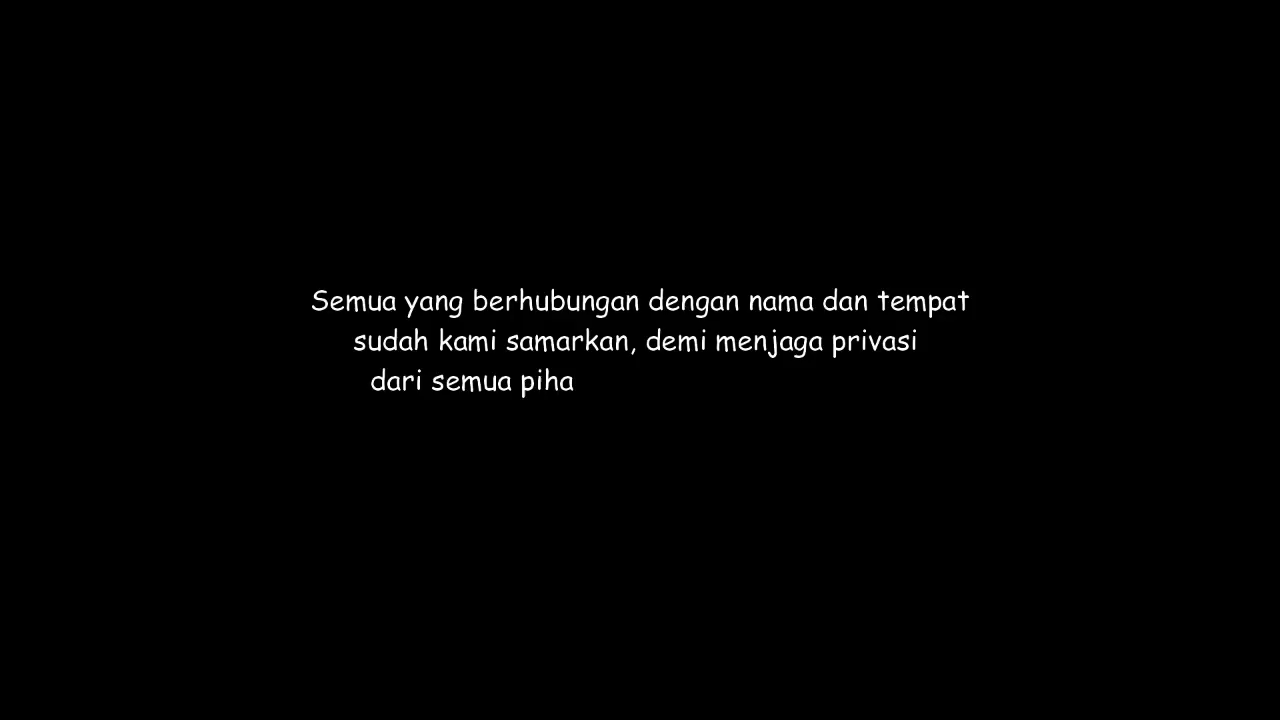 Semua yang berhubungan dengan nama dan tempat
sudah kami samarkan, demi menjaga privasi
dari semua piha